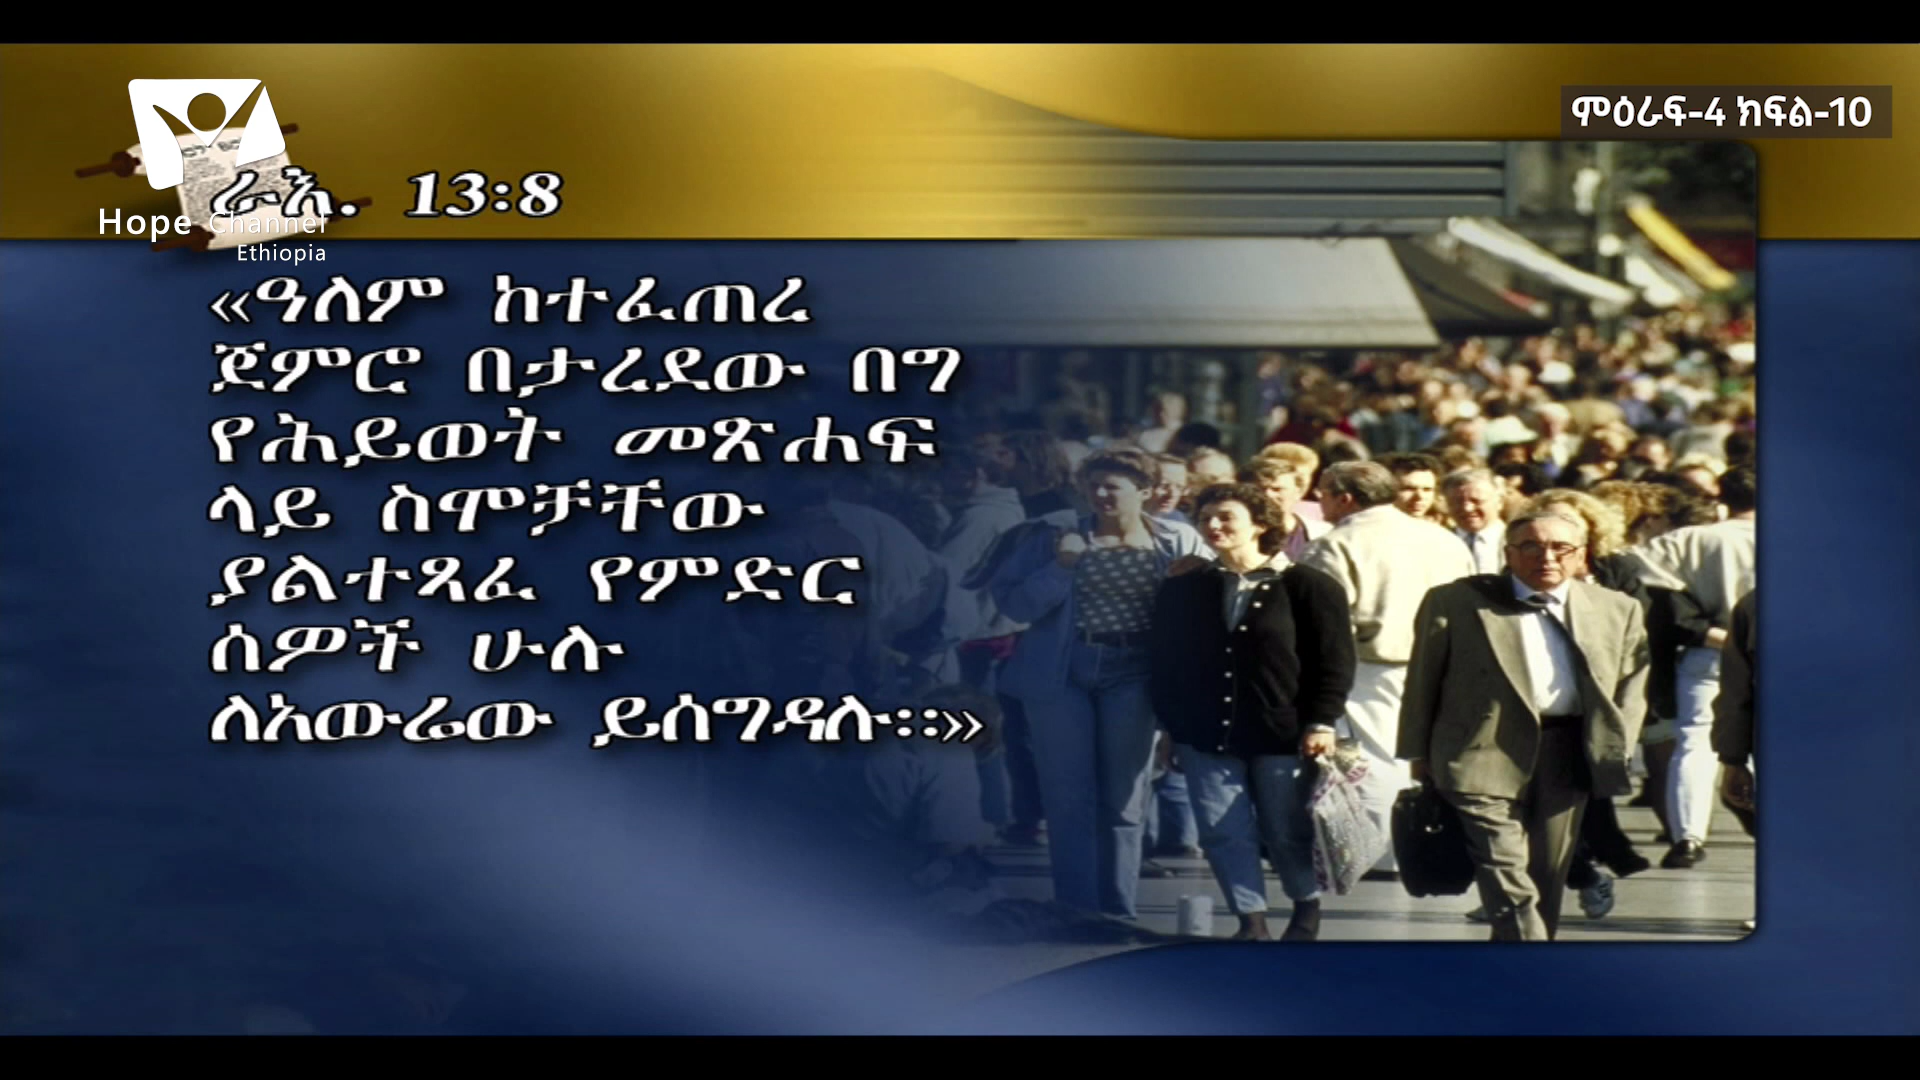 ምዕራፍ-4 ክፍል-10
Hope Channel
Ethiopia
ራእ. 13:8
«ዓለም ከተፈጠረ
ጀምሮ በታረደው በግ
የሕይወት መጽሐፍ
ላይ ስሞቻቸው
ያልተጻፈ የምድር
ሰዎች ሁሉ
ለአውሬው ይሰግዳሉ።»